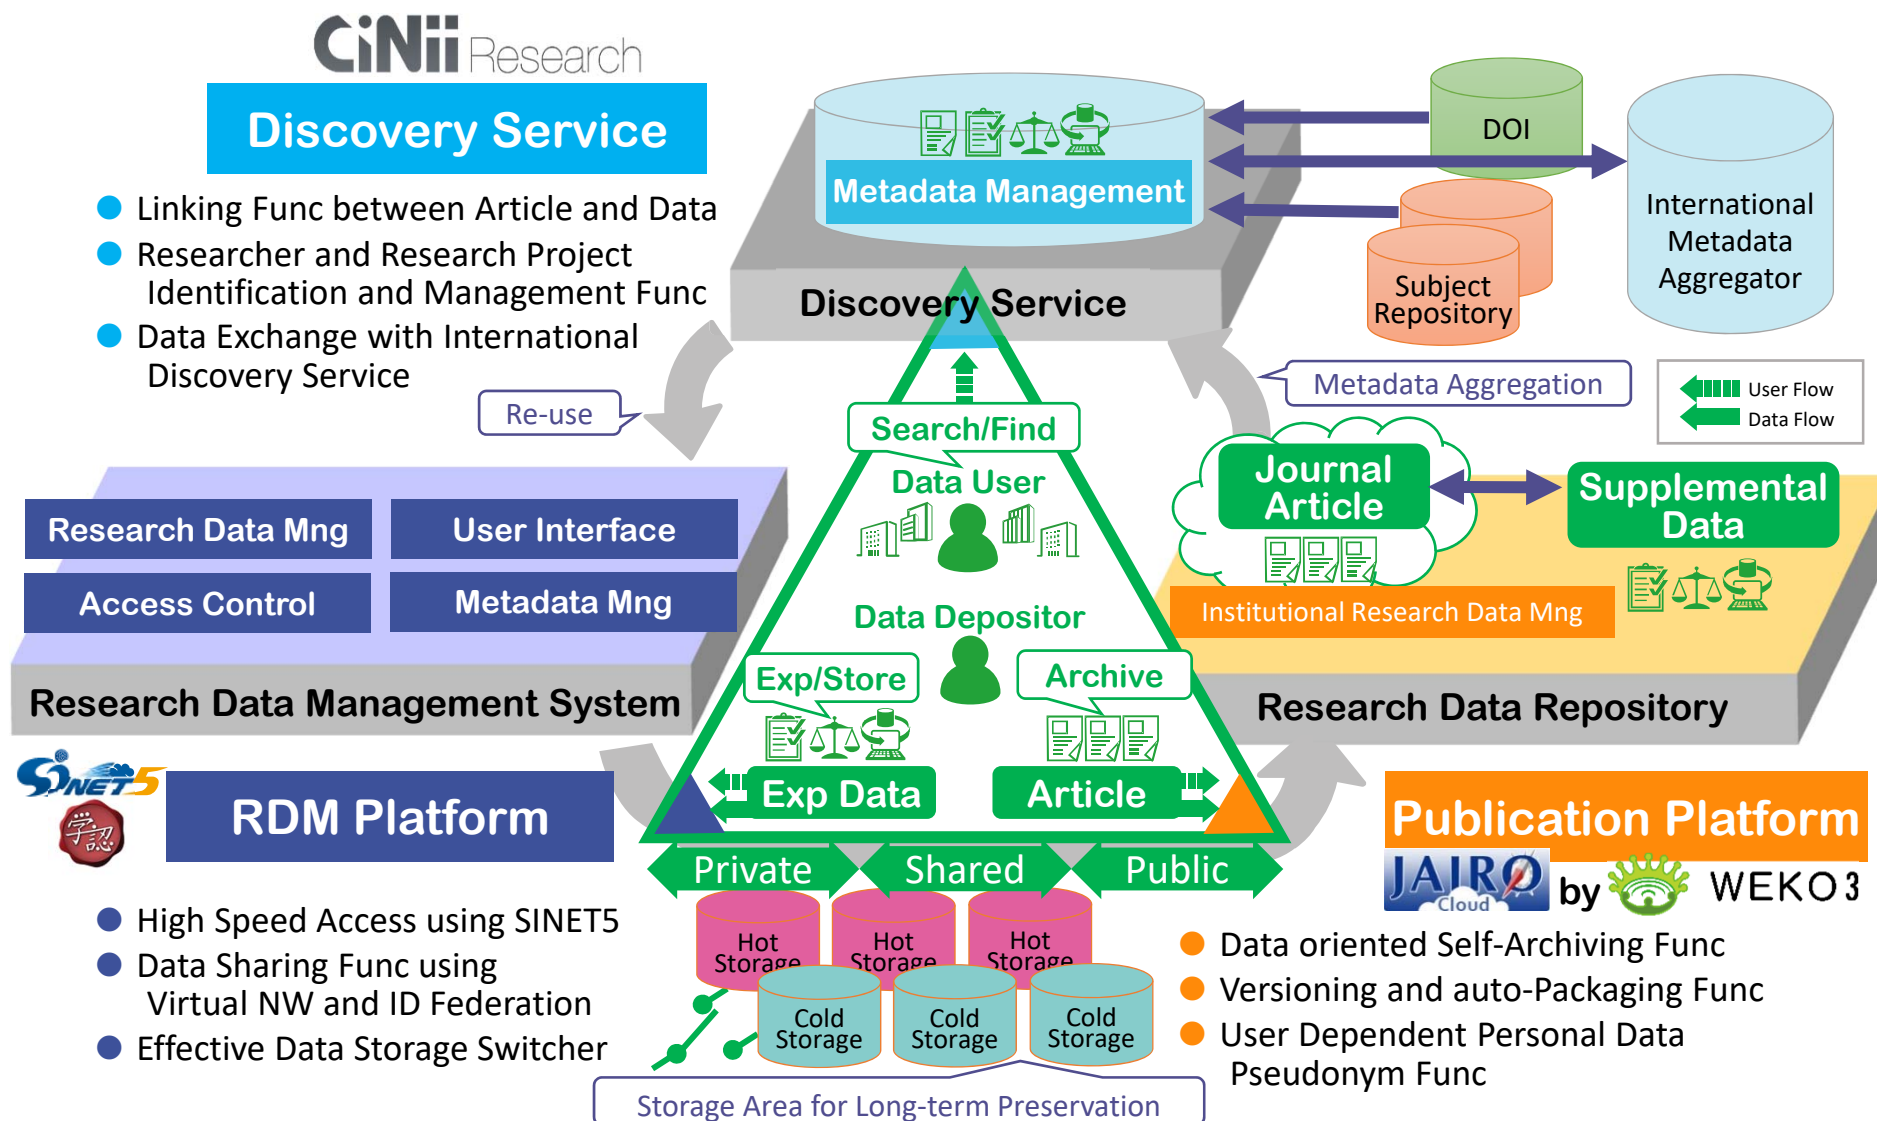 CiNii Research
Discovery Service
Linking Func between Article and Data
Researcher and Research Project
Identification and Management Func
Data Exchange with International
Discovery Service
Re-use
Metadata Management
Discovery Service
DOI
Subject
Repository
International
Metadata
Aggregator
Metadata Aggregation
User Flow
Data Flow
Search/Find
Data User
Data Depositor
Exp/Store
Archive
Exp Data
Article
Research Data Mng
User Interface
Access Control
Metadata Mng
Research Data Management System
Journal
Article
Supplemental
Data
Institutional Research Data Mng
Research Data Repository
SINET5
学認
RDM Platform
High Speed Access using SINET5
Data Sharing Func using
Virtual NW and ID Federation
Effective Data Storage Switcher
Private
Shared
Public
Hot
Storage
Hot
Storage
Hot
Storage
Cold
Storage
Cold
Storage
Cold
Storage
Storage Area for Long-term Preservation
Publication Platform
JAIRO
Cloud
by
WEKO3
Data oriented Self-Archiving Func
Versioning and auto-Packaging Func
User Dependent Personal Data
Pseudonym Func